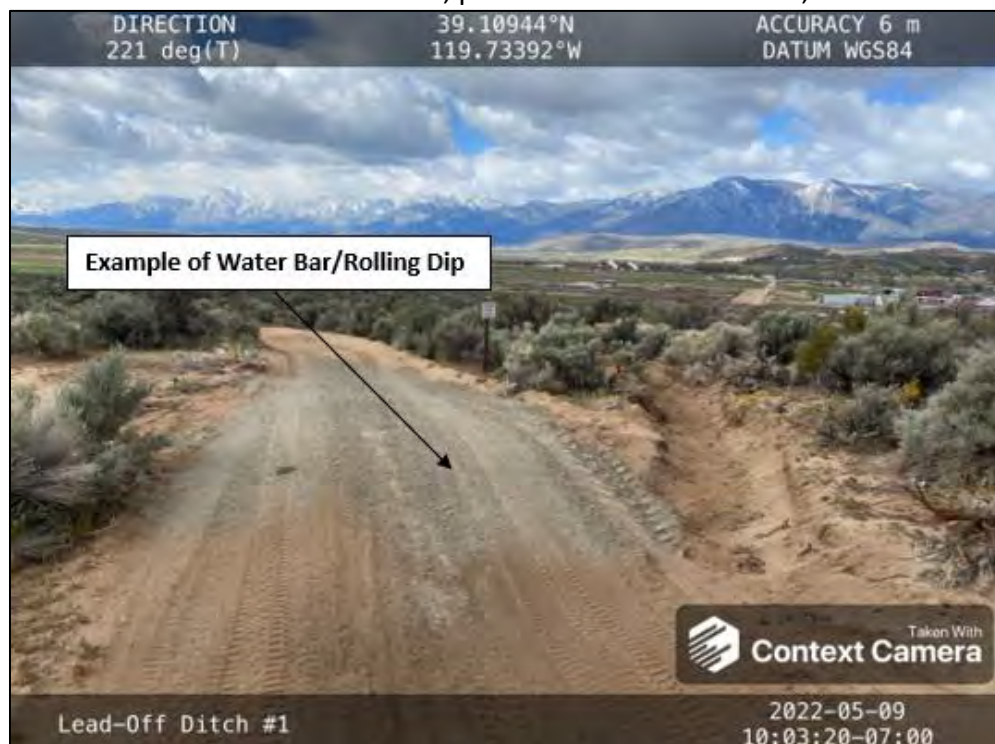 DIRECTION
221 deg(T)
39.10944°N
119.73392°W
ACCURACY 6 m
DATUM WGS84
Example of Water Bar/Rolling Dip
Taken With
Context Camera
Lead-Off Ditch #1
2022-05-09
10:03:20-07:00